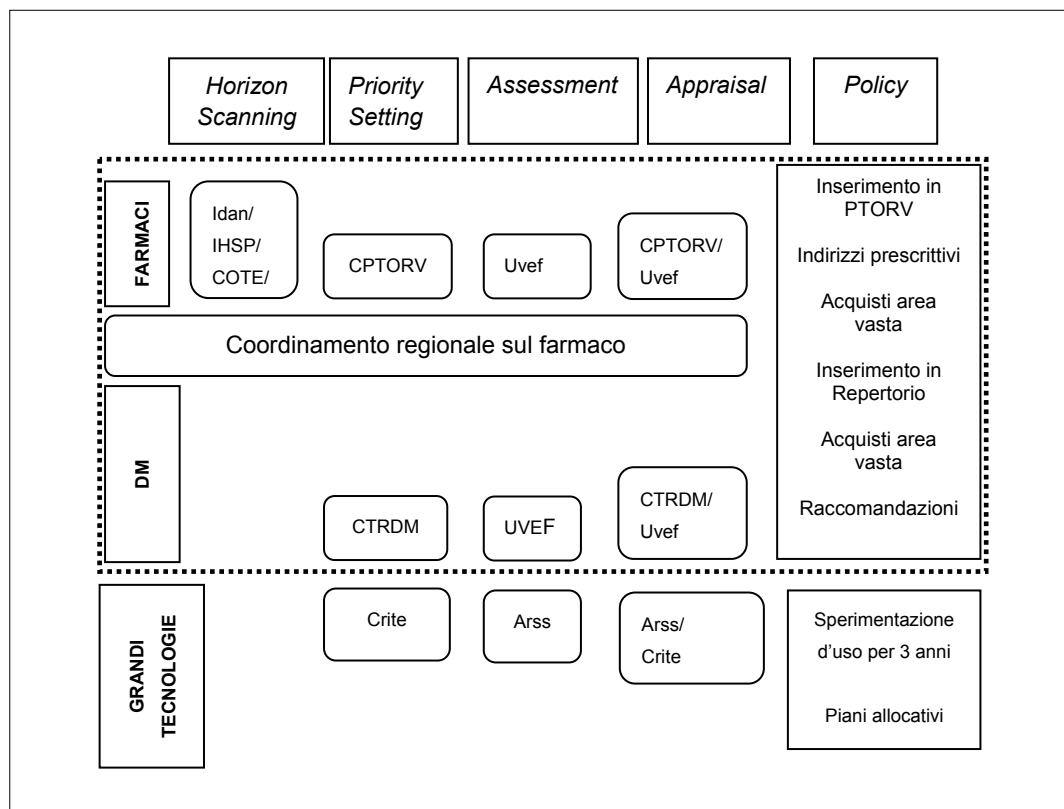 Horizon
Scanning
Priority
Setting
Assessment
Appraisal
Policy
FARMACI
Idan/
IHSP/
COTE/
CPTORV
Uvef
CPTORV/
Uvef
Inserimento in
PTORV
Indirizzi prescrittivi
Acquisti area
vasta
Inserimento in
Repertorio
Acquisti area
vasta
Raccomandazioni
Coordinamento regionale sul farmaco
DM
CTRDM
UVEF
CTRDM/
Uvef
GRANDI
TECNOLOGIE
Crite
Arss
Arss/
Crite
Sperimentazione
d'uso per 3 anni
Piani allocativi